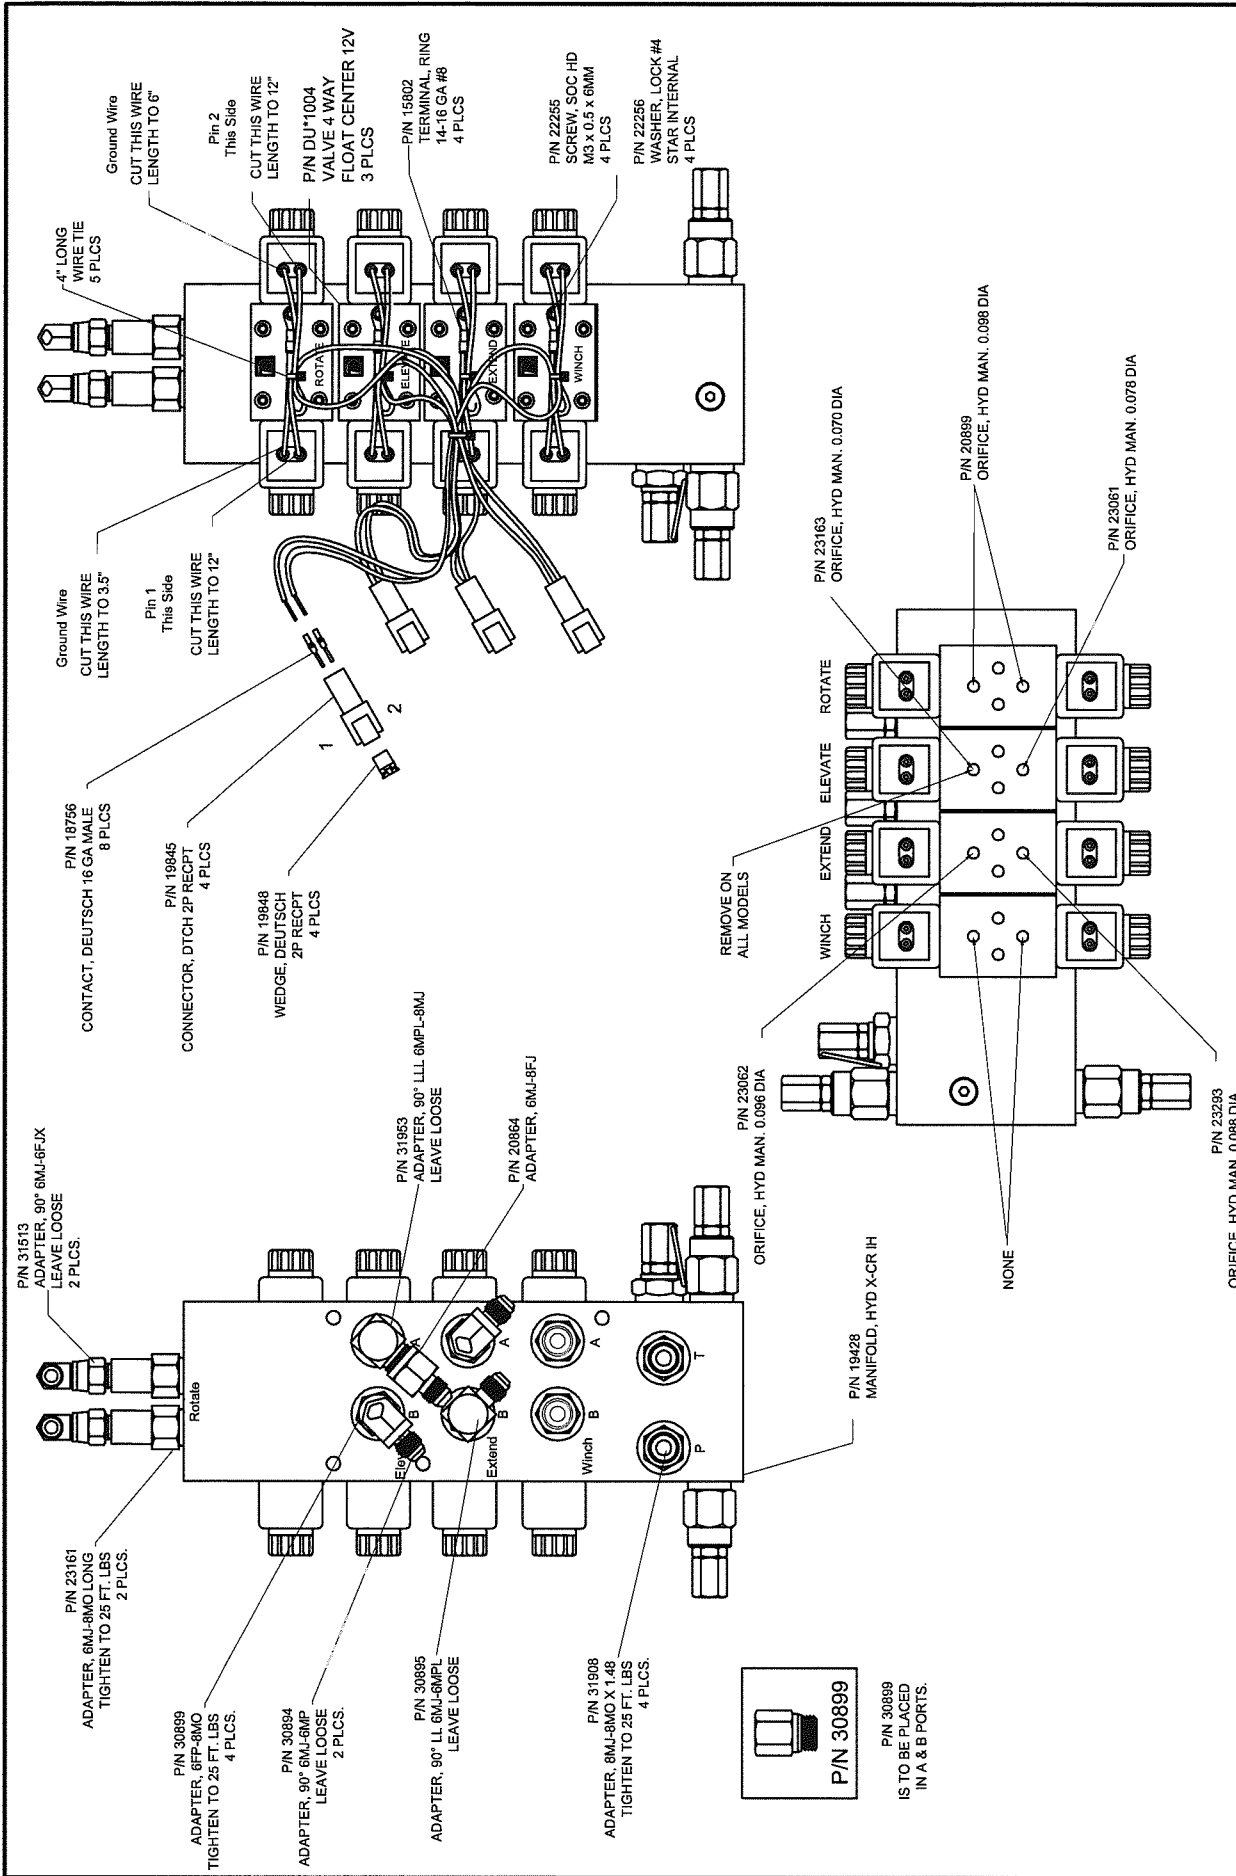 P/N 31513
ADAPTER, 90° 6MJ-6FJX
LEAVE LOOSE
2 PLCS.
P/N 23161
ADAPTER, 6MJ-8MO LONG
TIGHTEN TO 25 FT. LBS
2 PLCS.
P/N 30899
ADAPTER, 6FP-8MO
TIGHTEN TO 25 FT. LBS
4 PLCS.
P/N 30894
ADAPTER, 90° 6MJ-6MP
LEAVE LOOSE
2 PLCS.
P/N 30895
ADAPTER, 90° LL 6MJ-6MPL
LEAVE LOOSE
P/N 31908
ADAPTER, 8MJ-8MO X 1.48
TIGHTEN TO 25 FT. LBS
4 PLCS.
P/N 31953
ADAPTER, 90° LLL 6MPL-8MJ
LEAVE LOOSE
P/N 20864
ADAPTER, 6MJ-8FJ
P/N 19428
MANIFOLD, HYD X-CR IH
Rotate
A
B
Elev
A
B
Extend
A
B
Winch
T
P
P/N 30899
P/N 30899
IS TO BE PLACED
IN A & B PORTS.
4" LONG
WIRE TIE
5 PLCS
Ground Wire
CUT THIS WIRE
LENGTH TO 6"
Pin 2
This Side
CUT THIS WIRE
LENGTH TO 12"
P/N DU*1004
VALVE 4 WAY
FLOAT CENTER 12V
3 PLCS
P/N 15802
TERMINAL, RING
14-16 GA #8
4 PLCS
P/N 22255
SCREW, SOC HD
M3 x 0.5 x 6MM
4 PLCS
P/N 22256
WASHER, LOCK #4
STAR INTERNAL
4 PLCS
Ground Wire
CUT THIS WIRE
LENGTH TO 3.5"
Pin 1
This Side
CUT THIS WIRE
LENGTH TO 12"
ROTATE
ELEVATE
EXTEND
WINCH
1
2
P/N 18756
CONTACT, DEUTSCH 16 GA MALE
8 PLCS
P/N 19845
CONNECTOR, DTCH 2P RECPT
4 PLCS
P/N 19848
WEDGE, DEUTSCH
2P RECPT
4 PLCS
P/N 23163
ORIFICE, HYD MAN. 0.070 DIA
P/N 20899
ORIFICE, HYD MAN. 0.098 DIA
P/N 23061
ORIFICE, HYD MAN. 0.078 DIA
REMOVE ON
ALL MODELS
WINCH
EXTEND
ELEVATE
ROTATE
P/N 23062
ORIFICE, HYD MAN. 0.096 DIA
NONE
P/N 23293
ORIFICE, HYD MAN. 0.088 DIA